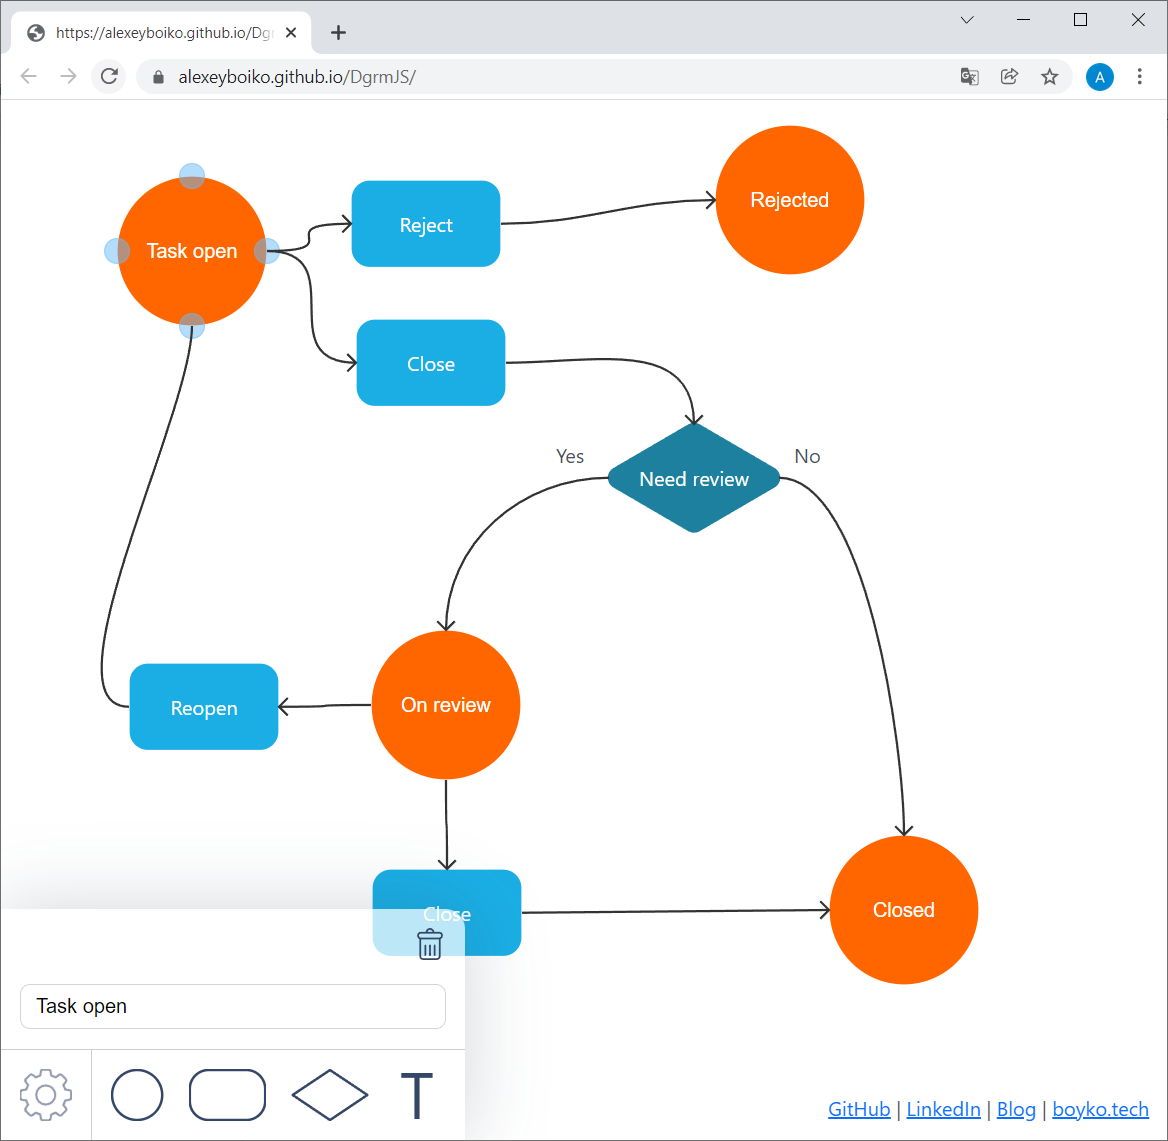 https://alexeyboiko.github.io/Dgr
alexeyboiko.github.io/DgrmJS/
A
Rejected
Reject
Task open
Close
Yes
No
Need review
On review
Reopen
Close
Closed
Task open
T
GitHub | LinkedIn | Blog | boyko.tech